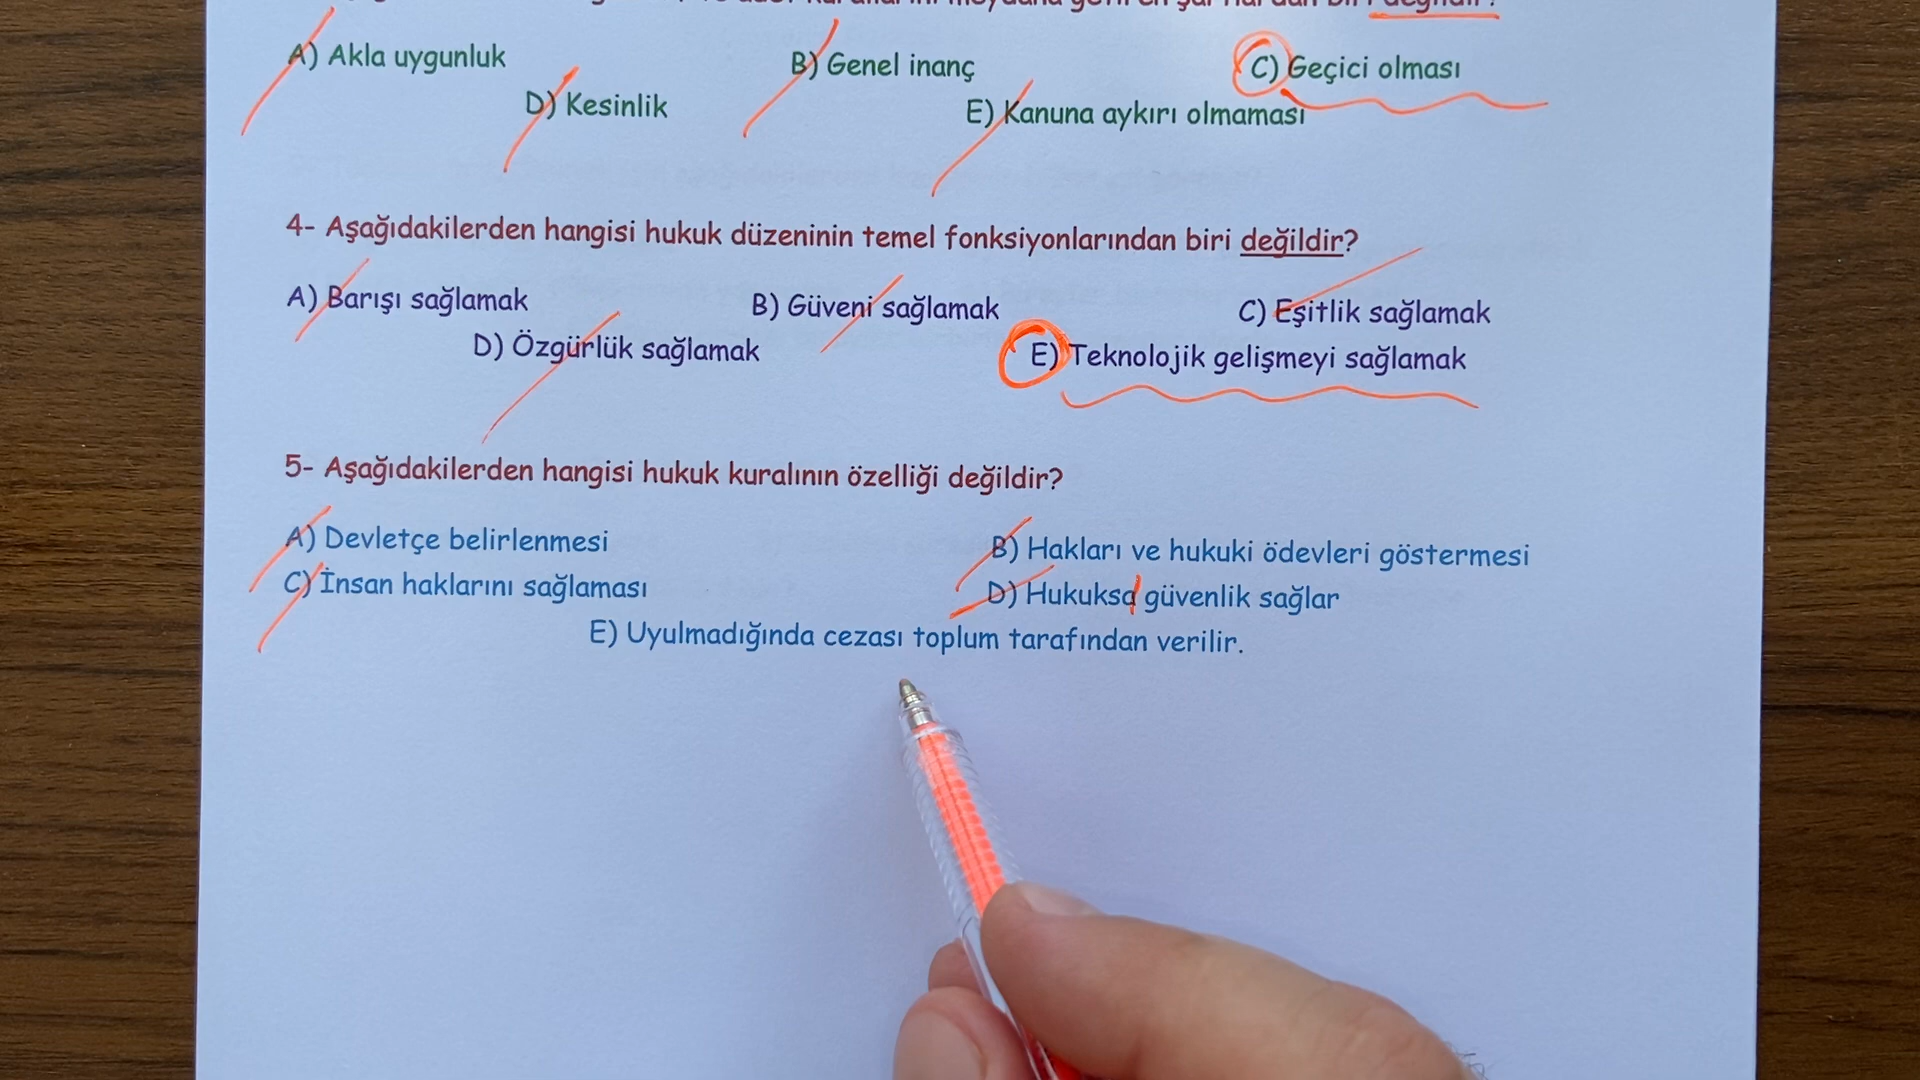 değildir?
A) Akla uygunluk B) Genel inanç C) Geçici olması
D) Kesinlik E) Kanuna aykırı olmaması
4- Aşağıdakilerden hangisi hukuk düzeninin temel fonksiyonlarından biri değildir?
A) Barışı sağlamak B) Güveni sağlamak C) Eşitlik sağlamak
D) Özgürlük sağlamak E) Teknolojik gelişmeyi sağlamak
5- Aşağıdakilerden hangisi hukuk kuralının özelliği değildir?
A) Devletçe belirlenmesi B) Hakları ve hukuki ödevleri göstermesi
C) İnsan haklarını sağlaması D) Hukuksal güvenlik sağlar
E) Uyulmadığında cezası toplum tarafından verilir.